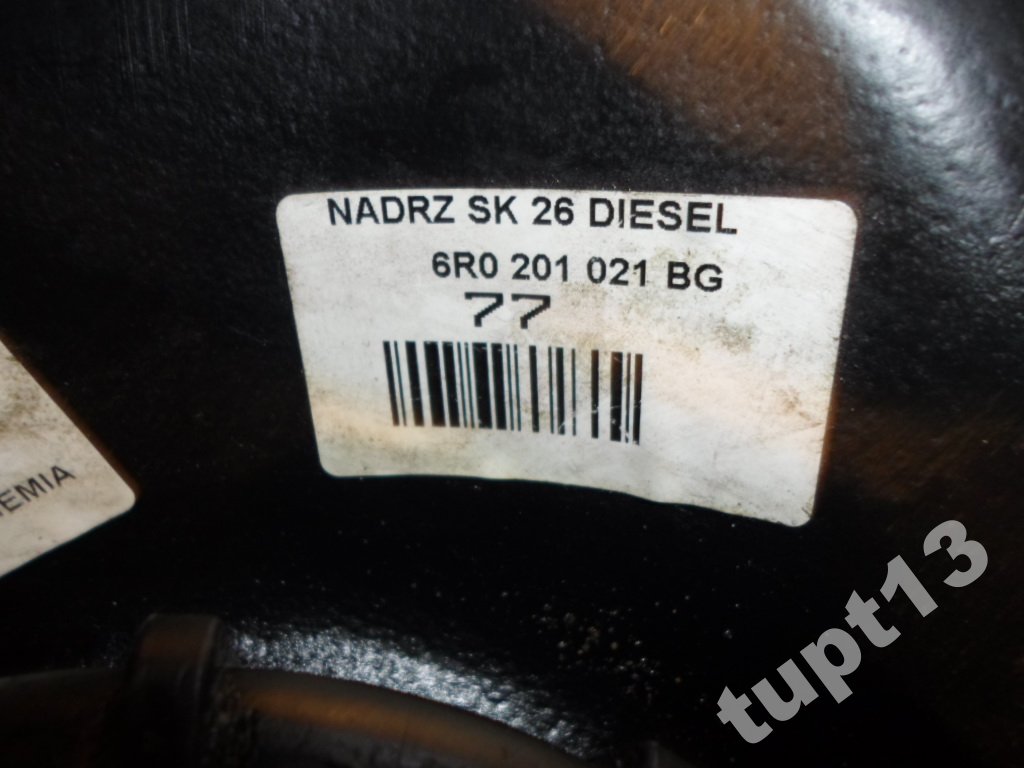 NADRZ SK 26 DIESEL
6R0 201 021 BG
77
EMIA
tupt13